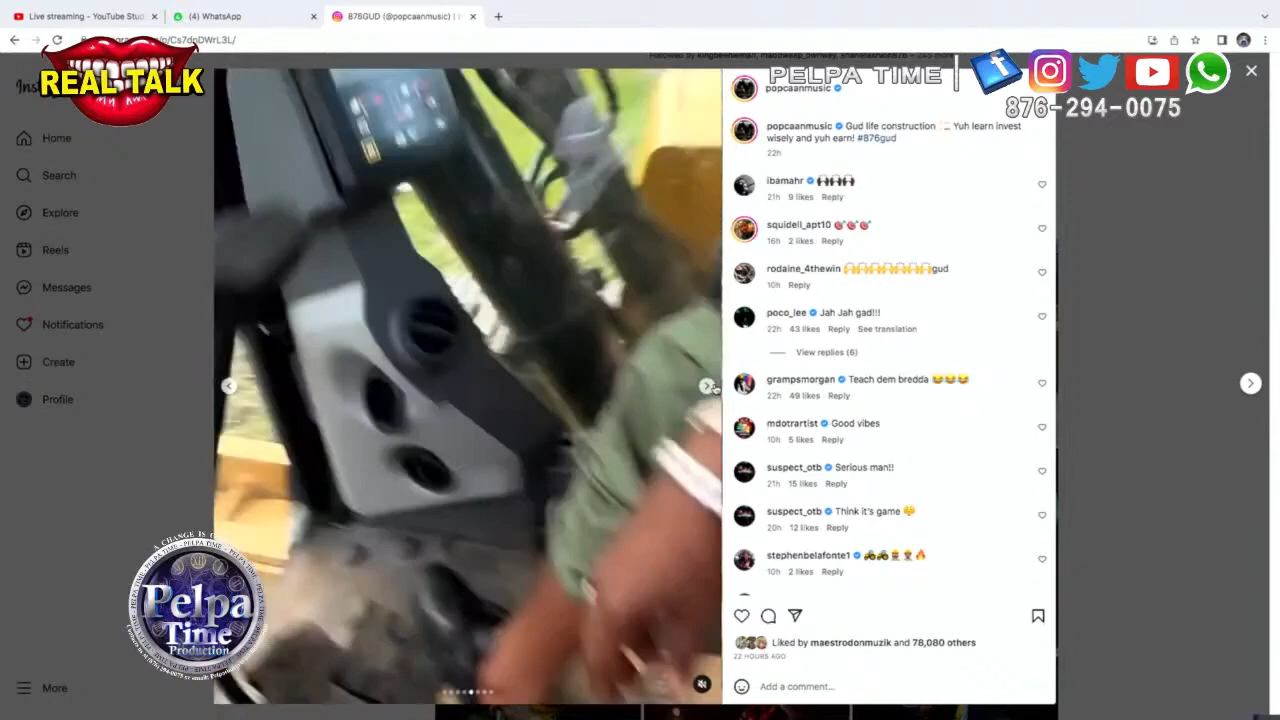 Live streaming - YouTube Stud
(4) WhatsApp
876GUD (@popcaanmusic) | I
/p/Cs7dpDWrL3L/
REAL TALK
PELPA TIME |
876-294-0075
Home
Search
Explore
Reels
Messages
Notifications
Create
Profile
More
popcaanmusic
popcaanmusic Gud life construction Yuh learn invest
wisely and yuh earn! #876gud
22h
ibamahr
21h 9 likes Reply
squidell_apt10
16h 2 likes Reply
rodaine_4thewin gud
10h Reply
poco_lee Jah Jah gad!!!
22h 43 likes Reply See translation
View replies (6)
grampsmorgan Teach dem bredda 😂😂😂
22h 49 likes Reply
mdotrartist Good vibes
10h 5 likes Reply
suspect_otb Serious man!!
21h 15 likes Reply
suspect_otb Think it's game
20h 12 likes Reply
stephenbelafonte1
10h 2 likes Reply
Liked by maestrodonmuzik and 78,080 others
22 HOURS AGO
Add a comment...
Pelpa
Time
Production